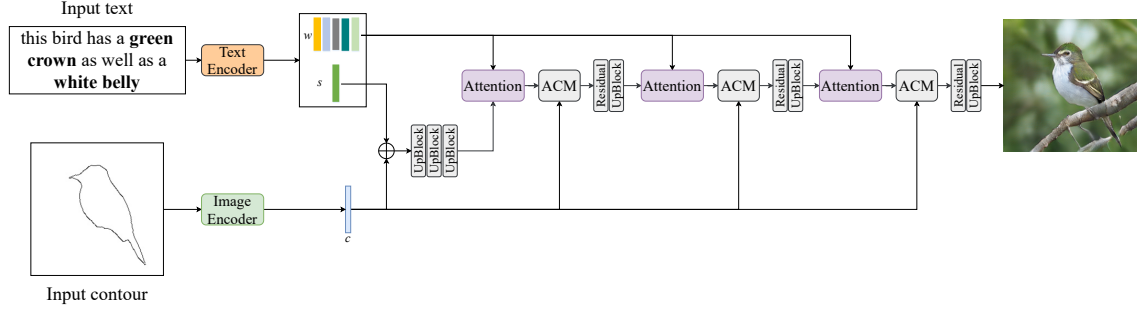 Input text
this bird has a green
crown as well as a
white belly
Text
Encoder
w
s
Attention
ACM
Residual
UpBlock
Attention
ACM
Residual
UpBlock
Attention
ACM
Residual
UpBlock
UpBlock
UpBlock
UpBlock
Image
Encoder
c
Input contour